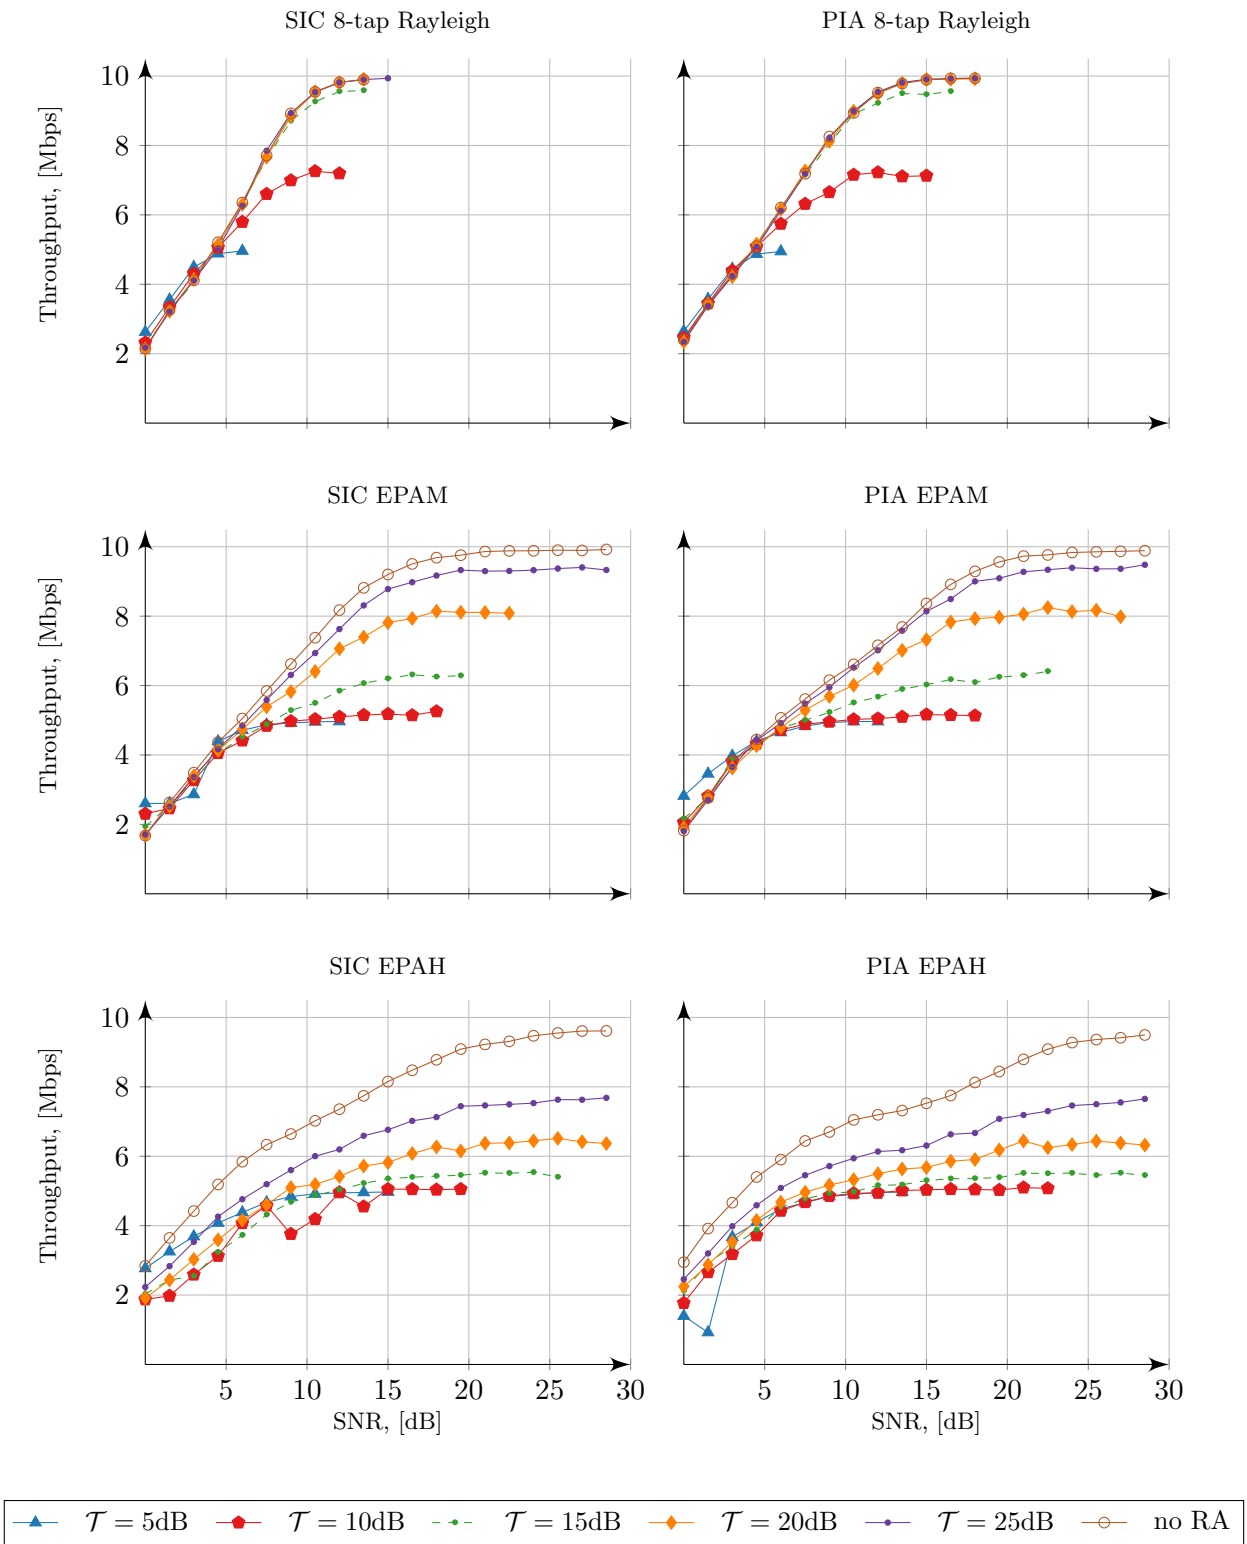 SIC 8-tap Rayleigh
PIA 8-tap Rayleigh
Throughput, [Mbps]
10
8
6
4
2
SIC EPAM
PIA EPAM
Throughput, [Mbps]
10
8
6
4
2
SIC EPAH
PIA EPAH
Throughput, [Mbps]
10
8
6
4
2
5 10 15 20 25 30
SNR, [dB]
5 10 15 20 25 30
SNR, [dB]
𝒯 = 5dB 𝒯 = 10dB 𝒯 = 15dB 𝒯 = 20dB 𝒯 = 25dB no RA